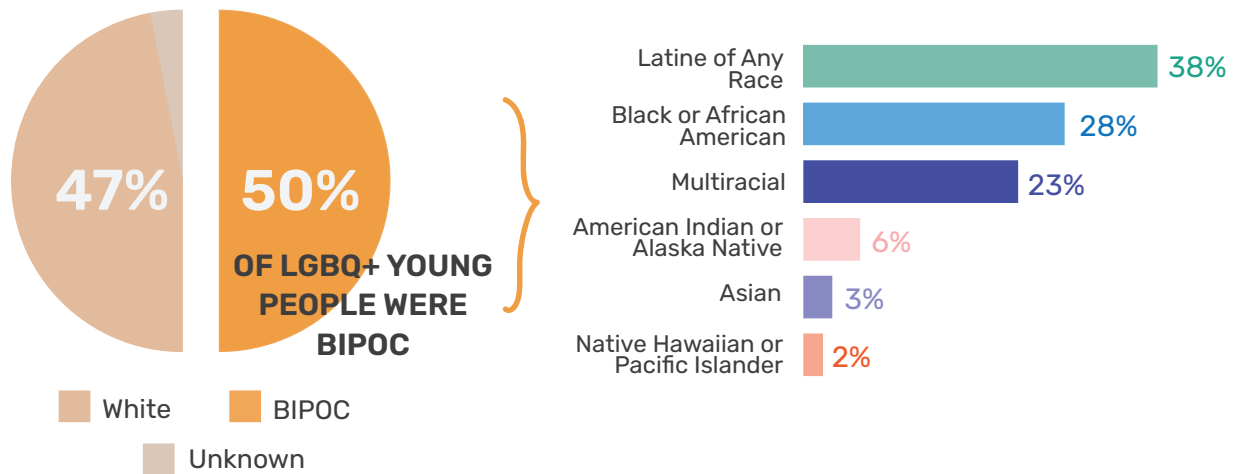 47%
50%
OF LGBQ+ YOUNG
PEOPLE WERE
BIPOC
White
BIPOC
Unknown
Latine of Any
Race
38%
Black or African
American
28%
Multiracial
23%
American Indian or
Alaska Native
6%
Asian
3%
Native Hawaiian or
Pacific Islander
2%